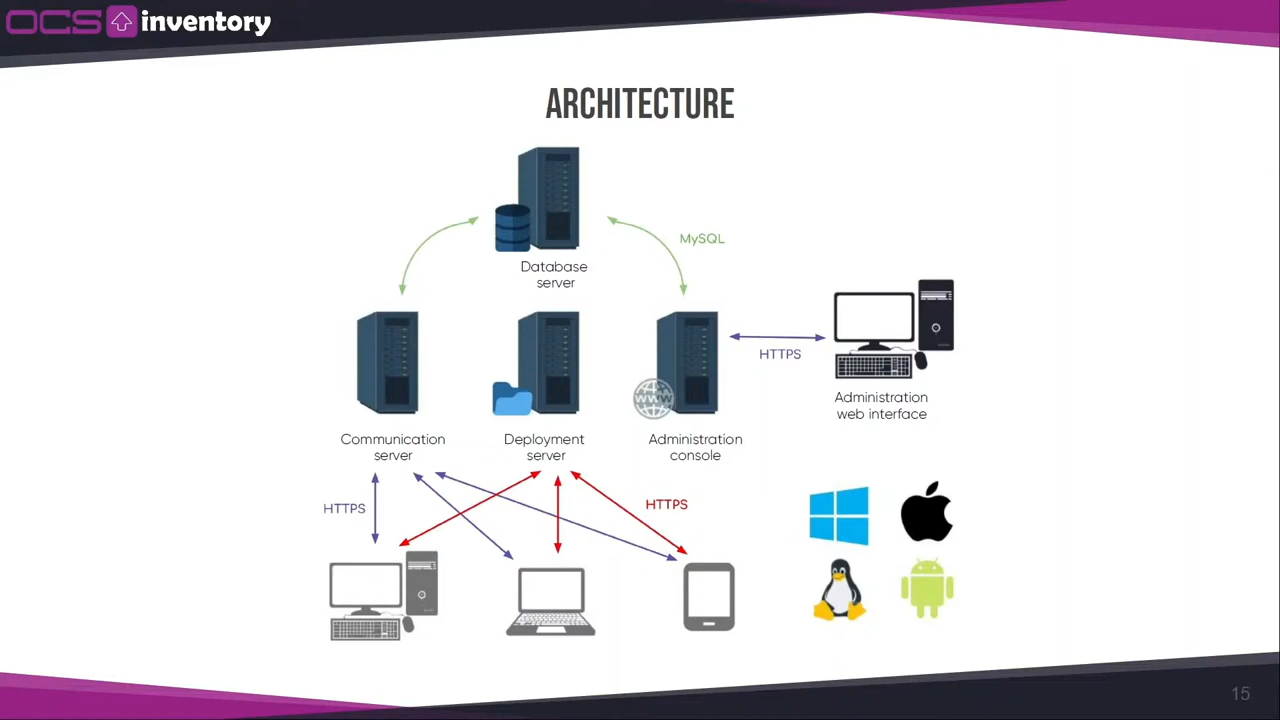 OCS inventory
ARCHITECTURE
MySQL
Database
server
HTTPS
Administration
web interface
WWW
Communication
server
Deployment
server
Administration
console
HTTPS
HTTPS
15